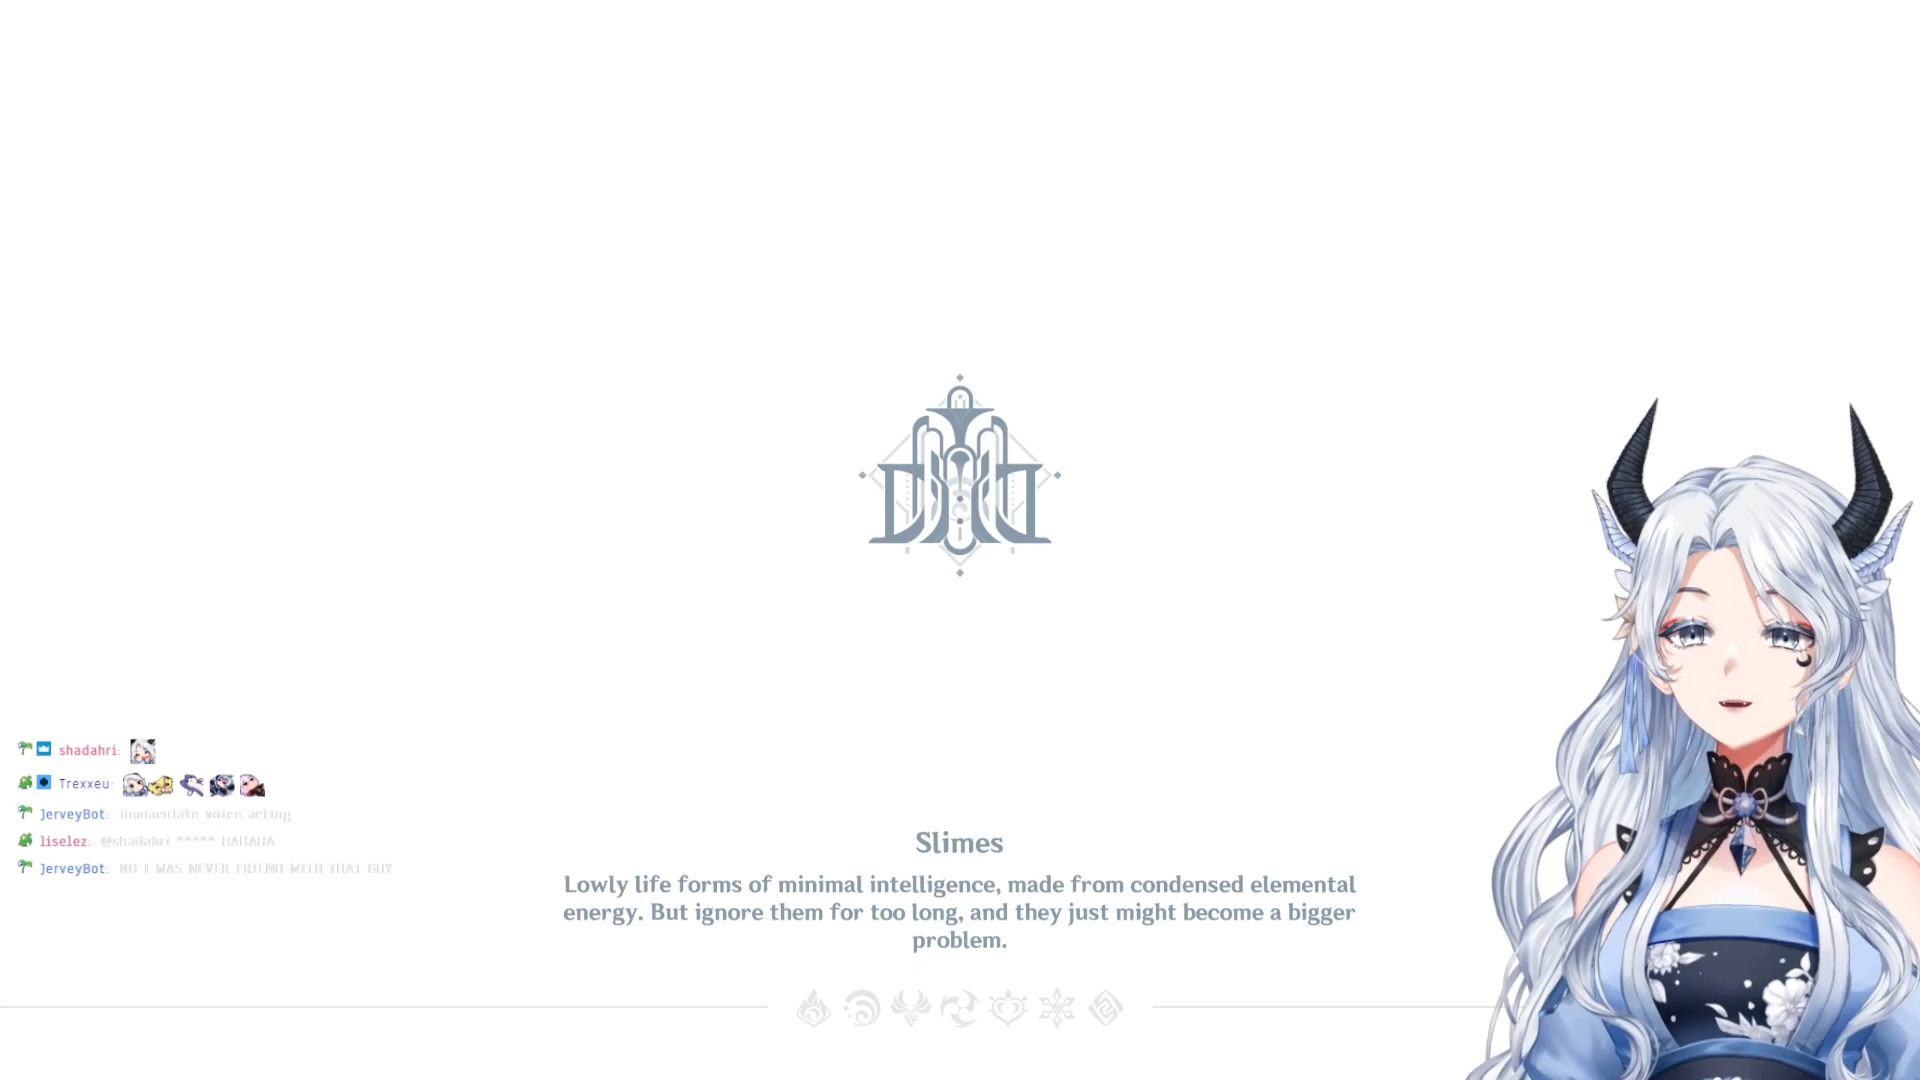 shadahri:
Trexxeu:
JerveyBot: immaculate voice acting
liselez: @shadahri ^^^^^ HAHAHA
JerveyBot: NO I WAS NEVER FRIEND WITH THAT GUY
Slimes
Lowly life forms of minimal intelligence, made from condensed elemental
energy. But ignore them for too long, and they just might become a bigger
problem.